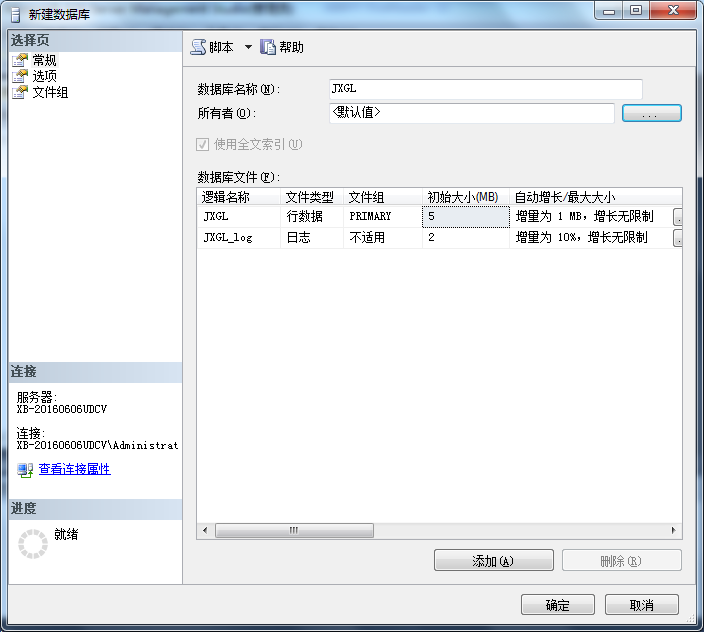 新建数据库
选择页
常规
选项
文件组
脚本 帮助
数据库名称(N): JXGL
所有者(O): <默认值> ...
使用全文索引(U)
数据库文件(F):
逻辑名称 文件类型 文件组 初始大小(MB) 自动增长/最大大小
JXGL 行数据 PRIMARY 5 增量为 1 MB，增长无限制
JXGL_log 日志 不适用 2 增量为 10%，增长无限制
连接
服务器:
XB-20160606UDCV
连接:
XB-20160606UDCV\Administrat
查看连接属性
进度
就绪
添加(A) 删除(R)
确定 取消